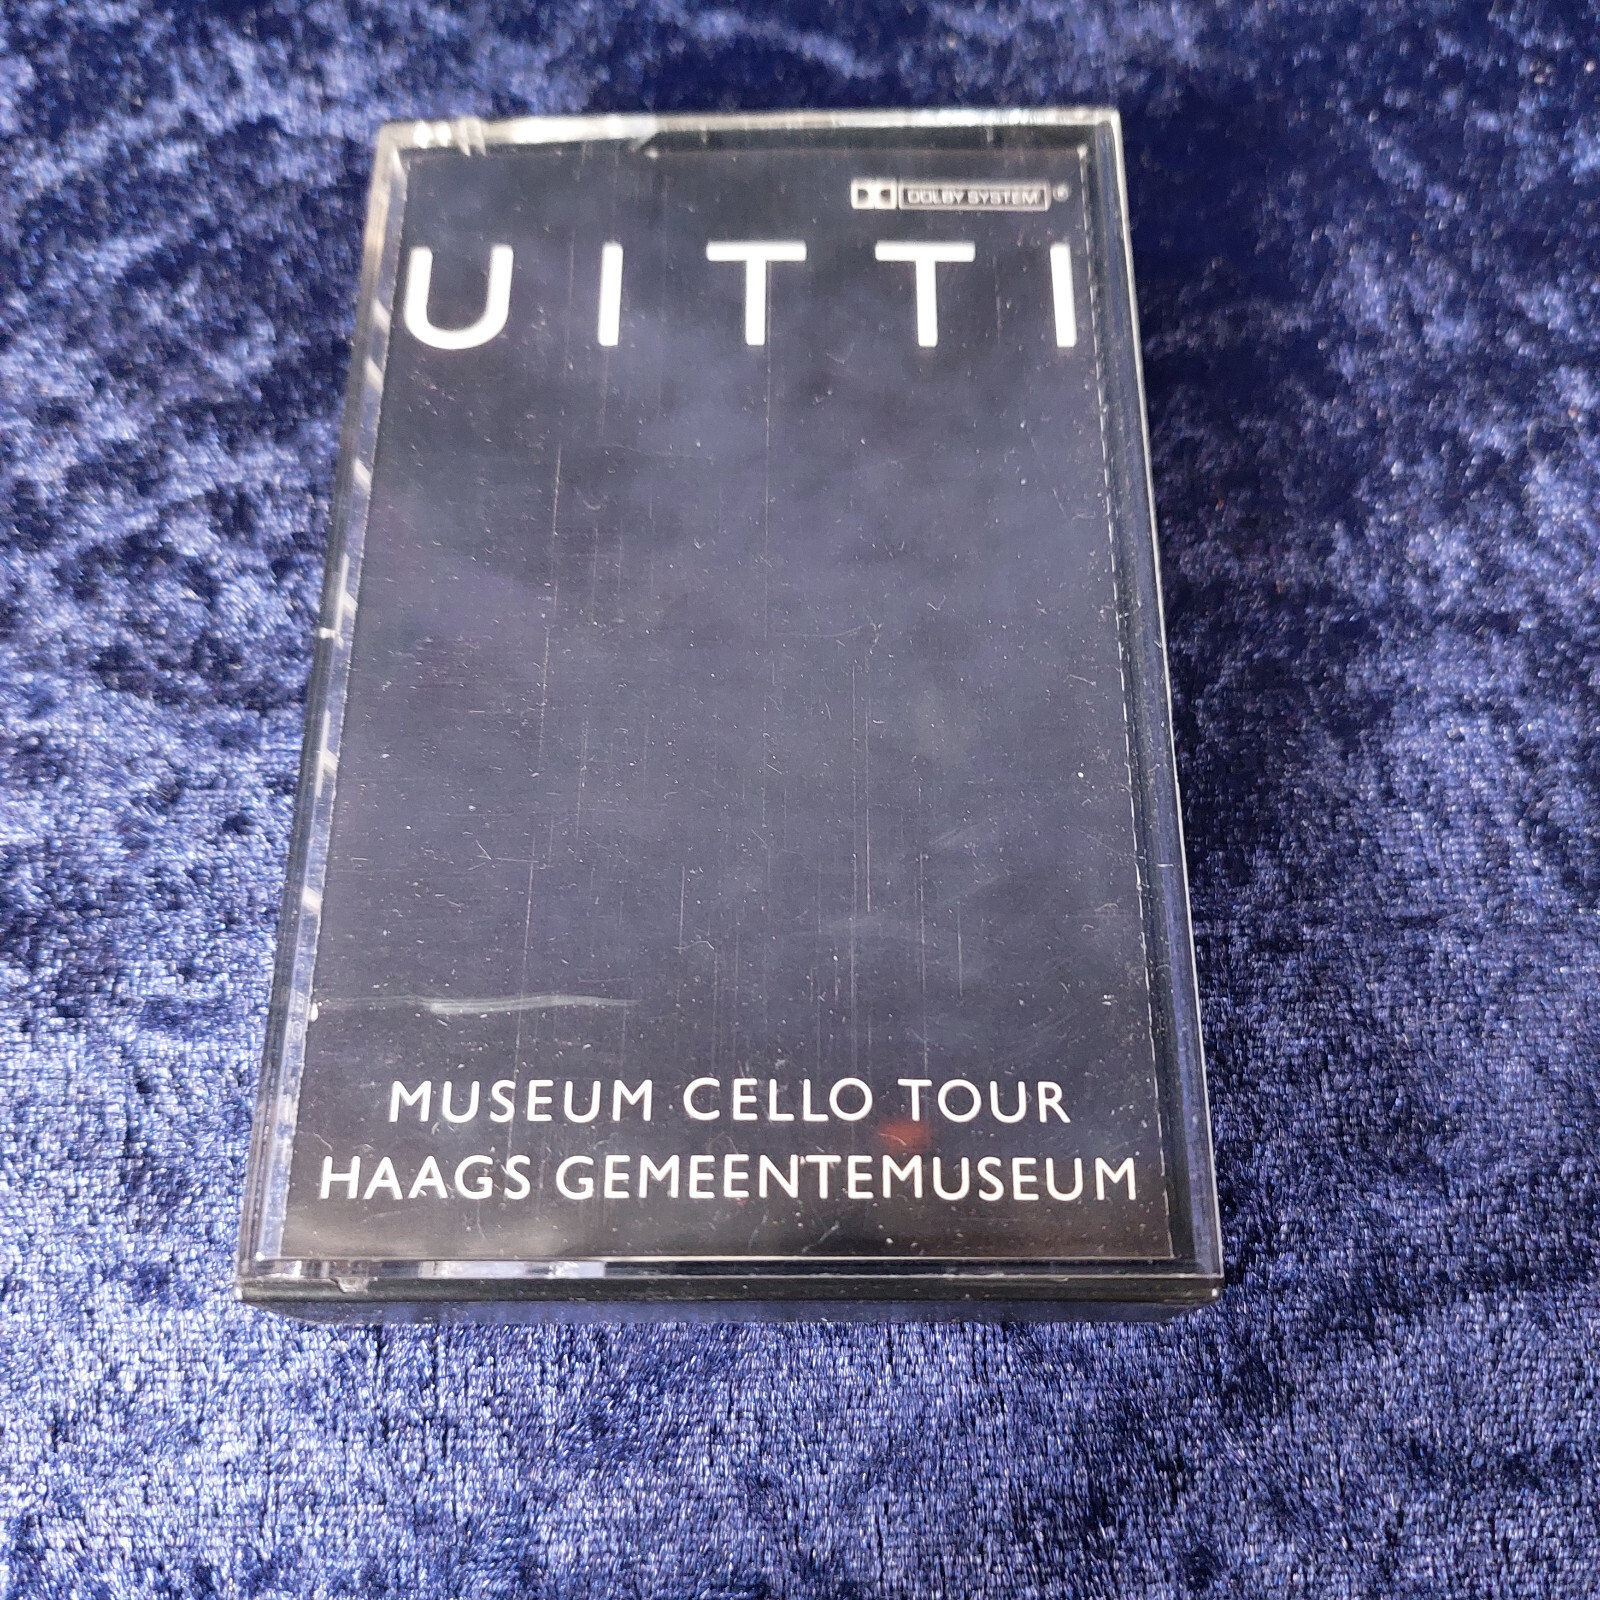 DOLBY SYSTEM ®
UITTI
MUSEUM CELLO TOUR
HAAGS GEMEENTEMUSEUM